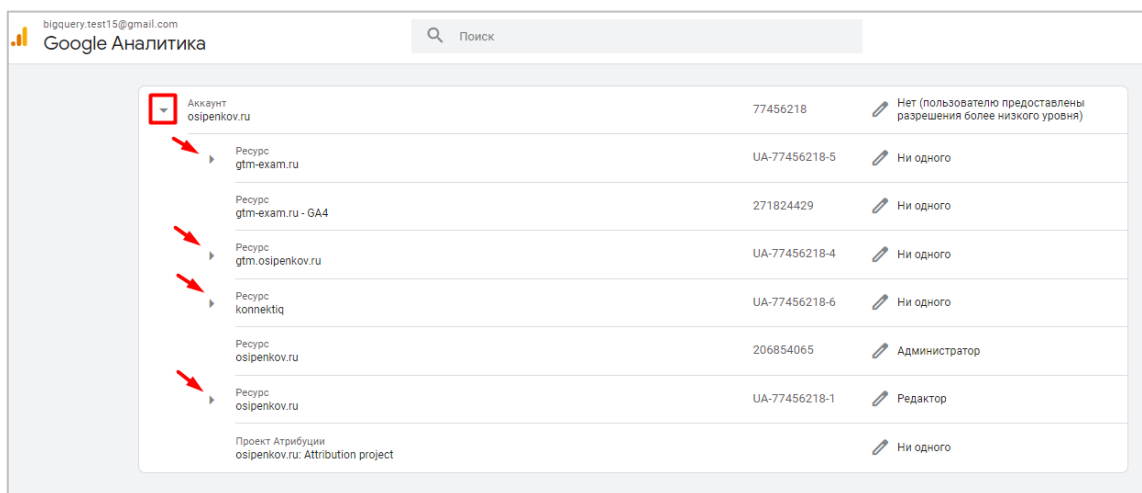 bigquery.test15@gmail.com
Google Аналитика
Поиск
Аккаунт
osipenkov.ru
77456218
Нет (пользователю предоставлены
разрешения более низкого уровня)
Ресурс
gtm-exam.ru
UA-77456218-5
Ни одного
Ресурс
gtm-exam.ru - GA4
271824429
Ни одного
Ресурс
gtm.osipenkov.ru
UA-77456218-4
Ни одного
Ресурс
konnektiq
UA-77456218-6
Ни одного
Ресурс
osipenkov.ru
206854065
Администратор
Ресурс
osipenkov.ru
UA-77456218-1
Редактор
Проект Атрибуции
osipenkov.ru: Attribution project
Ни одного